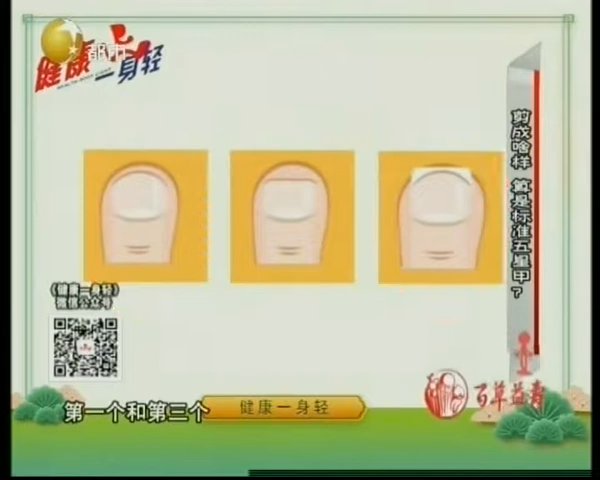 都市
健康
一身轻
剪成啥样 算是标准五星甲？
《健康一身轻》
微信公众号
百草益寿
第一个和第三个
健康一身轻